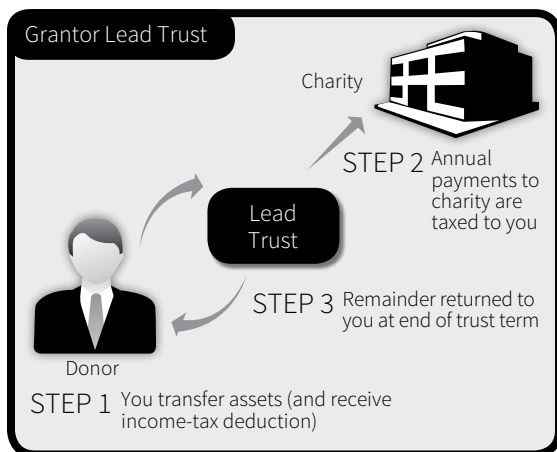 Grantor Lead Trust
Charity
STEP 2 Annual
payments to
charity are
taxed to you
Lead
Trust
STEP 3 Remainder returned to
you at end of trust term
Donor
STEP 1 You transfer assets (and receive
income-tax deduction)